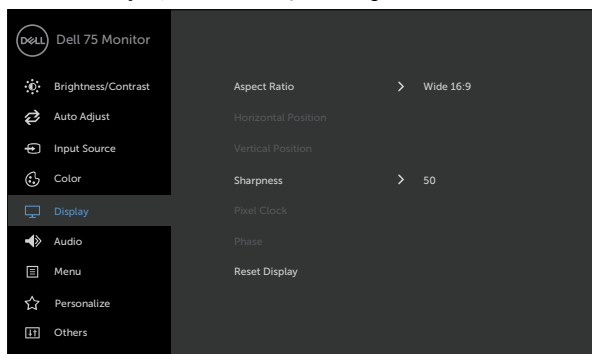 DELL Dell 75 Monitor
Brightness/Contrast
Auto Adjust
Input Source
Color
Display
Audio
Menu
Personalize
Others
Aspect Ratio > Wide 16:9
Horizontal Position
Vertical Position
Sharpness > 50
Pixel Clock
Phase
Reset Display